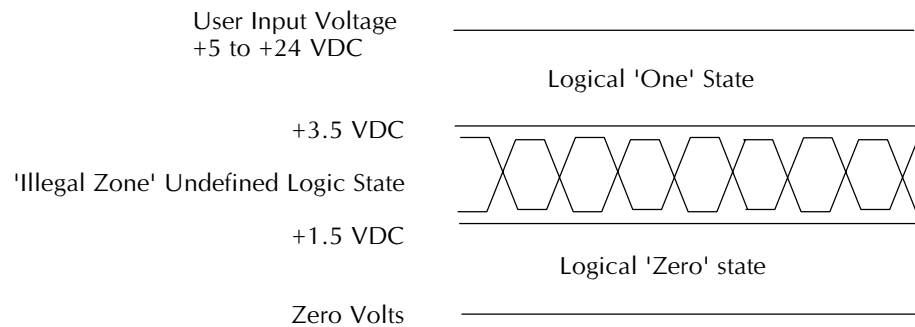 User Input Voltage
+5 to +24 VDC
Logical 'One' State
+3.5 VDC
'Illegal Zone' Undefined Logic State
+1.5 VDC
Logical 'Zero' state
Zero Volts